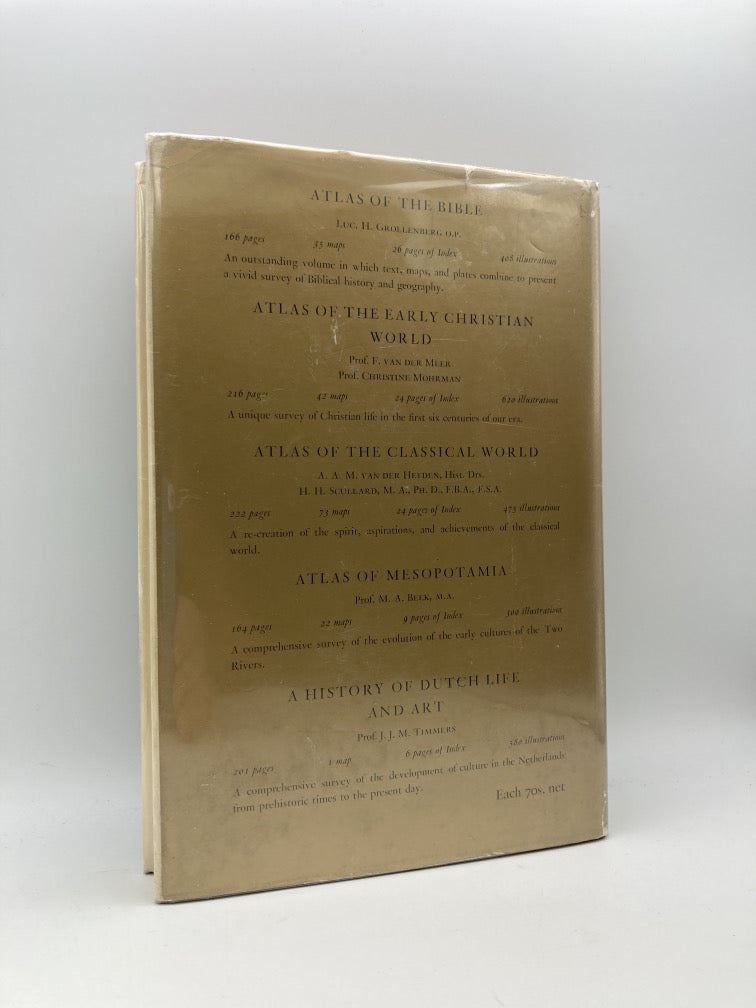 ATLAS OF THE BIBLE
Luc. H. Grollenberg O.P.
166 pages 35 maps 26 pages of Index 408 illustrations
An outstanding volume in which text, maps, and plates combine to present
a vivid survey of Biblical history and geography.
ATLAS OF THE EARLY CHRISTIAN
WORLD
Prof. F. van der Meer
Prof. Christine Mohrman
216 pages 42 maps 24 pages of Index 620 illustrations
A unique survey of Christian life in the first six centuries of our era.
ATLAS OF THE CLASSICAL WORLD
A. A. M. van der Heyden, Hist. Drs.
H. H. Scullard, M. A., Ph. D., F.B.A., F.S.A.
222 pages 73 maps 24 pages of Index 475 illustrations
A re-creation of the spirit, aspirations, and achievements of the classical
world.
ATLAS OF MESOPOTAMIA
Prof. M. A. Beek, M.A.
164 pages 22 maps 9 pages of Index 300 illustrations
A comprehensive survey of the evolution of the early cultures of the Two
Rivers.
A HISTORY OF DUTCH LIFE
AND ART
Prof. J. J. M. Timmers
201 pages 1 map 6 pages of Index 580 illustrations
A comprehensive survey of the development of culture in the Netherlands
from prehistoric times to the present day.
Each 70s. net